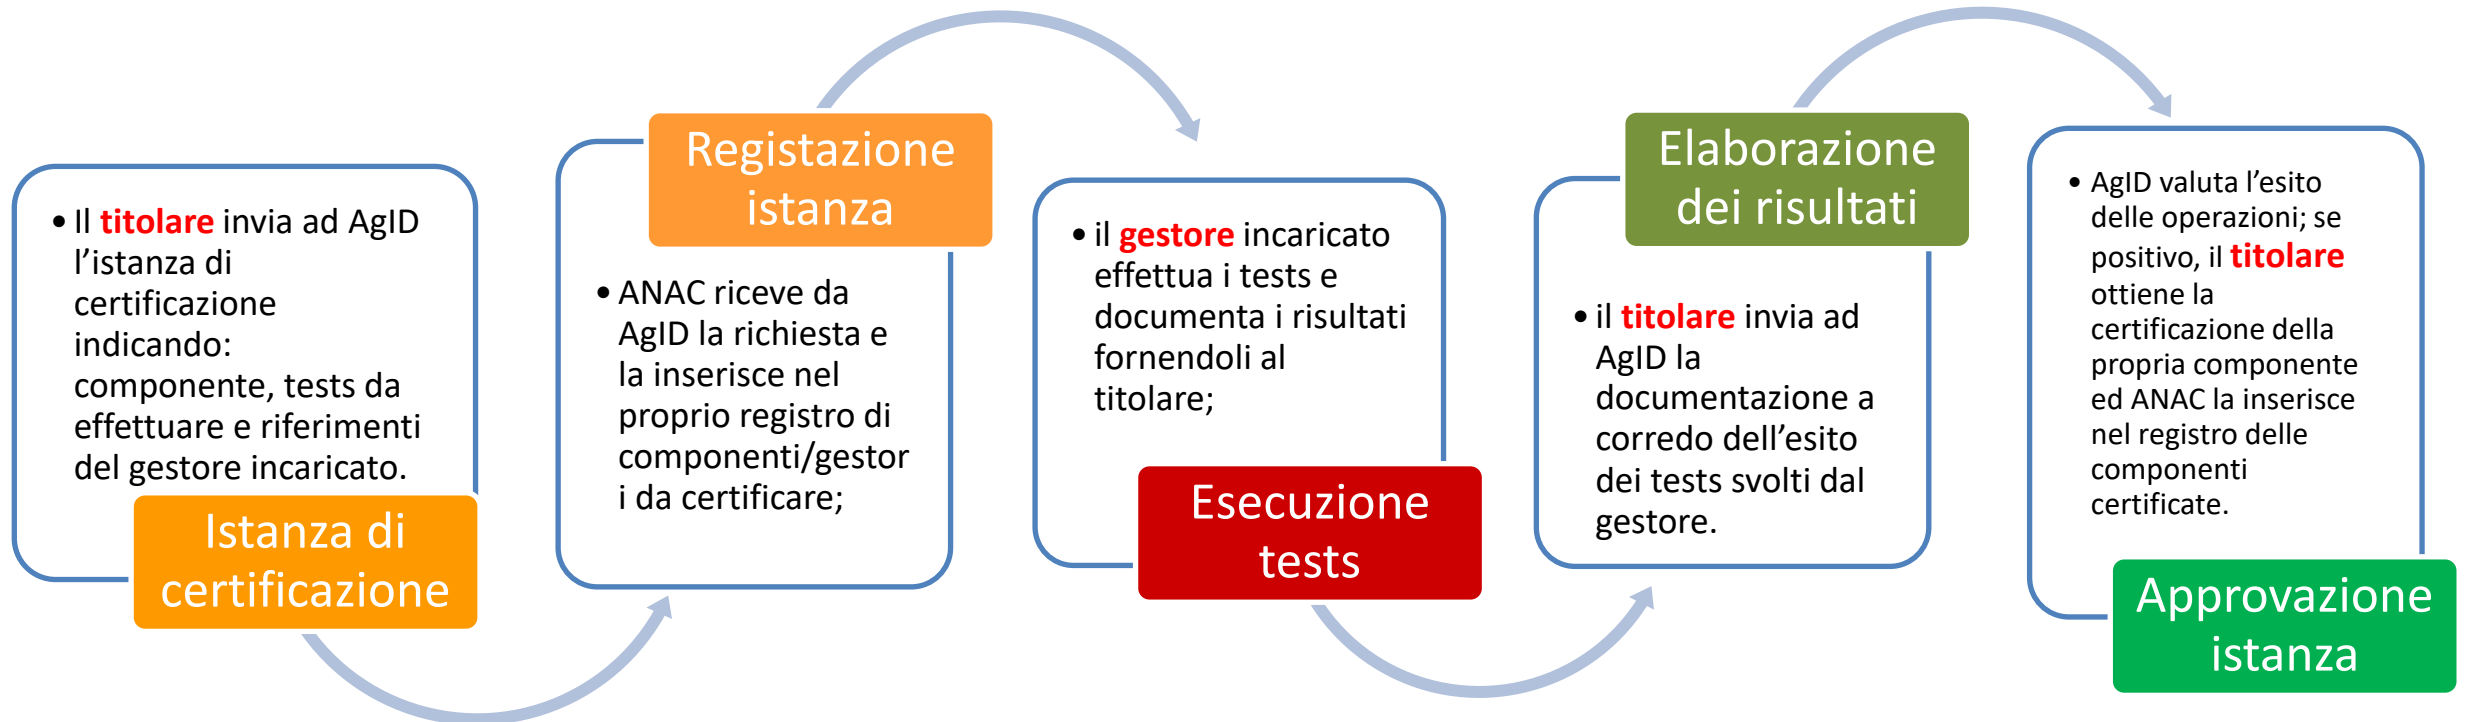 • Il titolare invia ad AgID
l’istanza di
certificazione
indicando:
componente, tests da
effettuare e riferimenti
del gestore incaricato.
Istanza di
certificazione
Registazione
istanza
• ANAC riceve da
AgID la richiesta e
la inserisce nel
proprio registro di
componenti/gestor
i da certificare;
• il gestore incaricato
effettua i tests e
documenta i risultati
fornendoli al
titolare;
Esecuzione
tests
Elaborazione
dei risultati
• il titolare invia ad
AgID la
documentazione a
corredo dell’esito
dei tests svolti dal
gestore.
• AgID valuta l’esito
delle operazioni; se
positivo, il titolare
ottiene la
certificazione della
propria componente
ed ANAC la inserisce
nel registro delle
componenti
certificate.
Approvazione
istanza